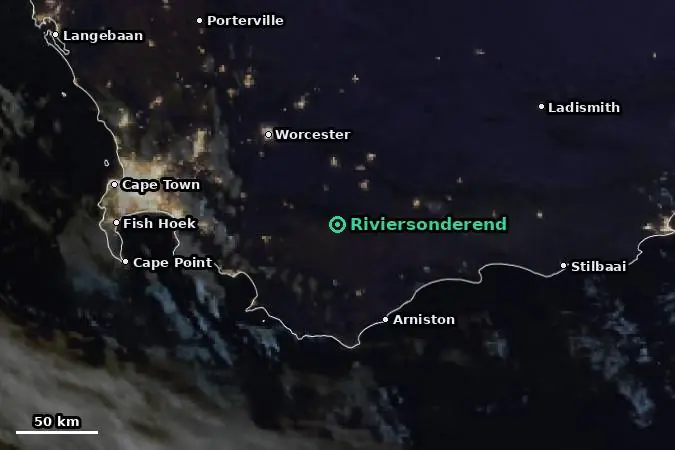 Porterville
Langebaan
Ladismith
Worcester
Cape Town
Fish Hoek
Riviersonderend
Cape Point
Stilbaai
Arniston
50 km